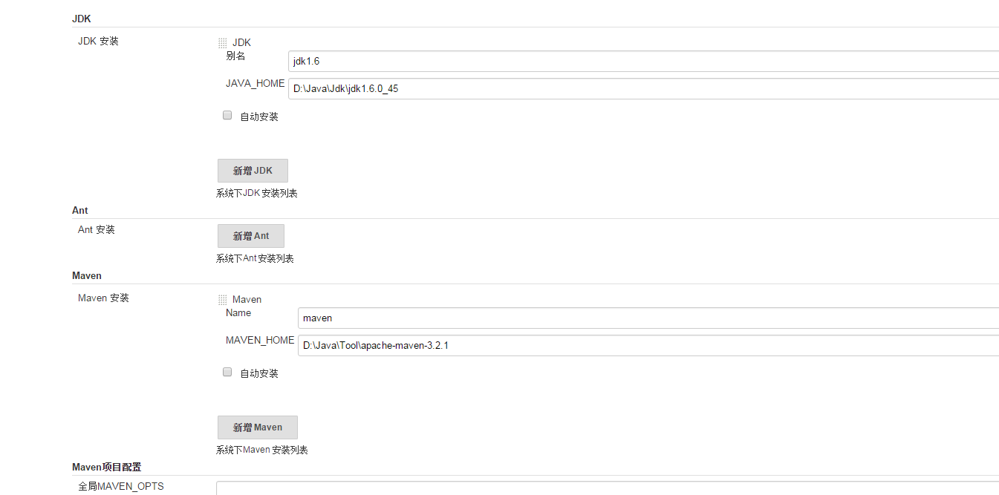 JDK
JDK 安装
JDK
别名
jdk1.6
JAVA_HOME
D:\Java\Jdk\jdk1.6.0_45
自动安装
新增 JDK
系统下JDK 安装列表
Ant
Ant 安装
新增 Ant
系统下Ant 安装列表
Maven
Maven 安装
Maven
Name
maven
MAVEN_HOME
D:\Java\Tool\apache-maven-3.2.1
自动安装
新增 Maven
系统下Maven 安装列表
Maven项目配置
全局MAVEN_OPTS